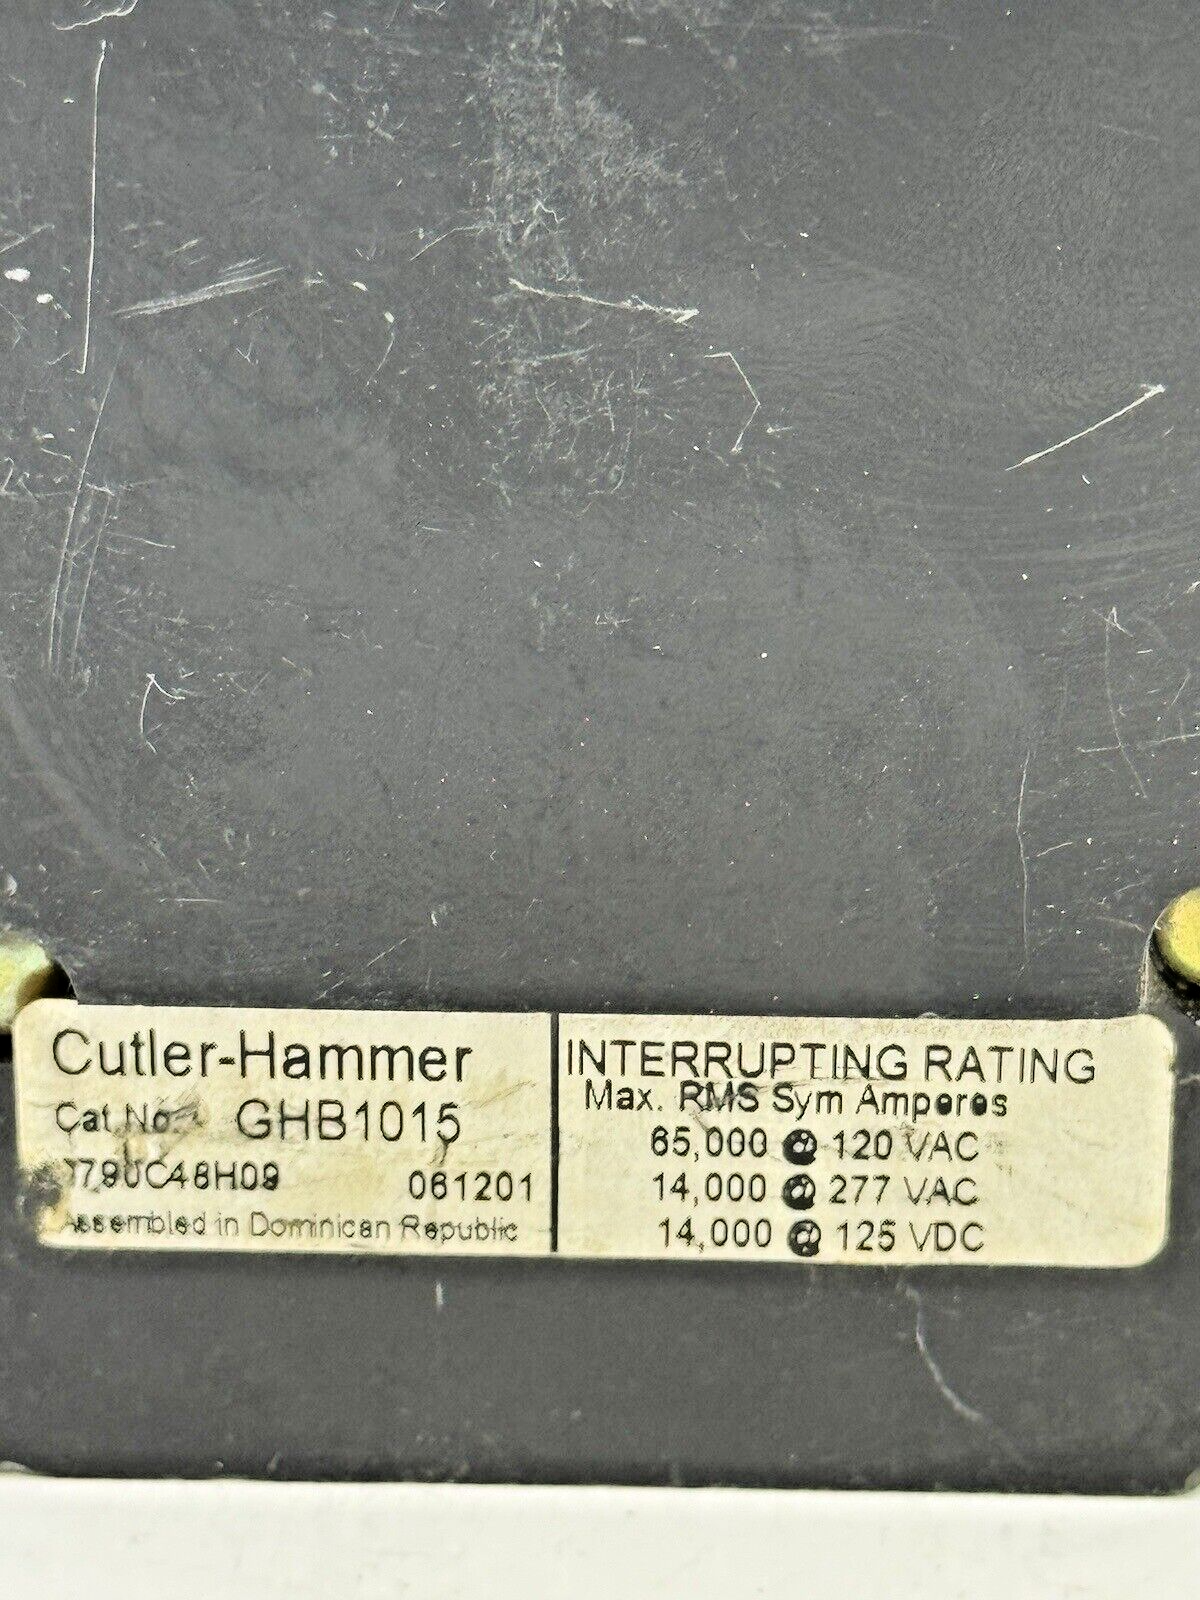 Cutler-Hammer
Cat.No. GHB1015
790C48H09 061201
Assembled in Dominican Republic
INTERRUPTING RATING
Max. RMS Sym Amperes
65,000 @ 120 VAC
14,000 @ 277 VAC
14,000 @ 125 VDC